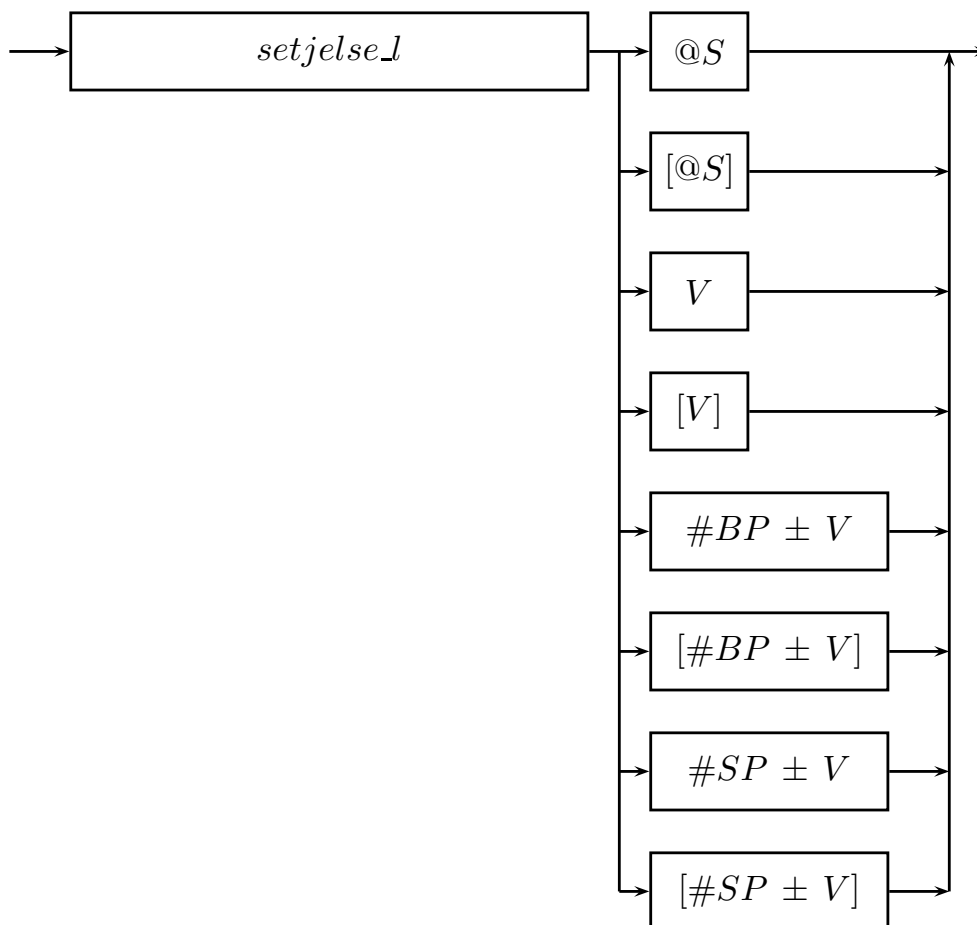 setjelse_l @S
[@S]
V
[V]
#BP ± V
[#BP ± V]
#SP ± V
[#SP ± V]